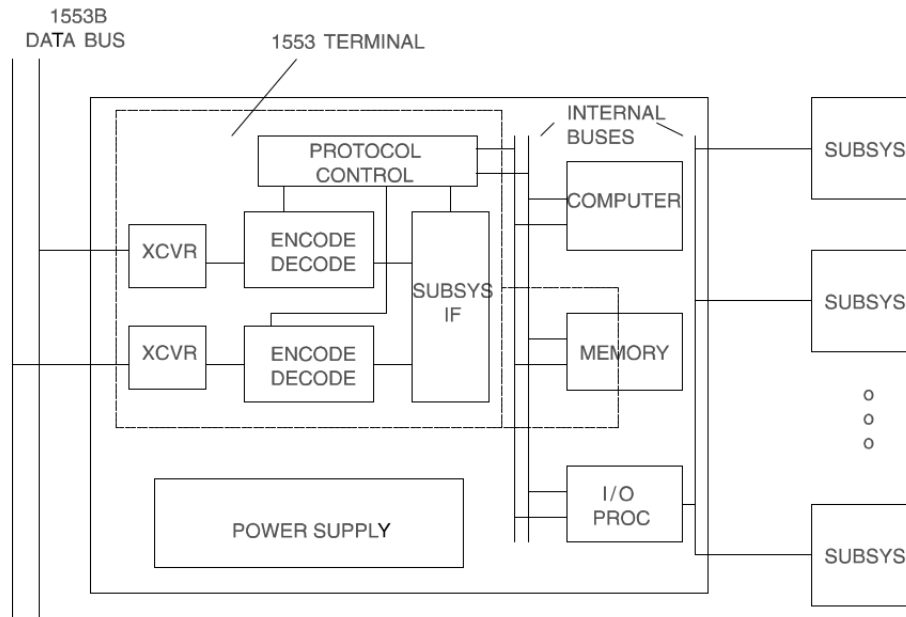 1553B
DATA BUS
1553 TERMINAL
INTERNAL
BUSES
PROTOCOL
CONTROL
SUBSYS
COMPUTER
XCVR
ENCODE
DECODE
SUBSYS
IF
SUBSYS
XCVR
ENCODE
DECODE
MEMORY
o
o
o
I/O
PROC
POWER SUPPLY
SUBSYS